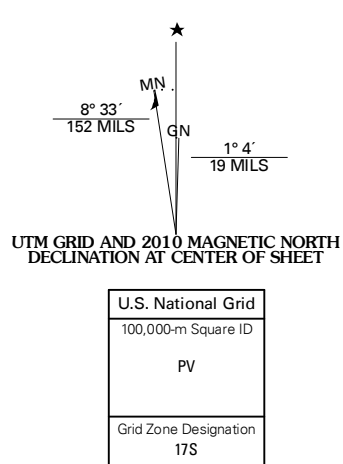 ★
MN
8° 33´
152 MILS
GN
1° 4´
19 MILS
UTM GRID AND 2010 MAGNETIC NORTH
DECLINATION AT CENTER OF SHEET
U.S. National Grid
100,000-m Square ID
PV
Grid Zone Designation
17S